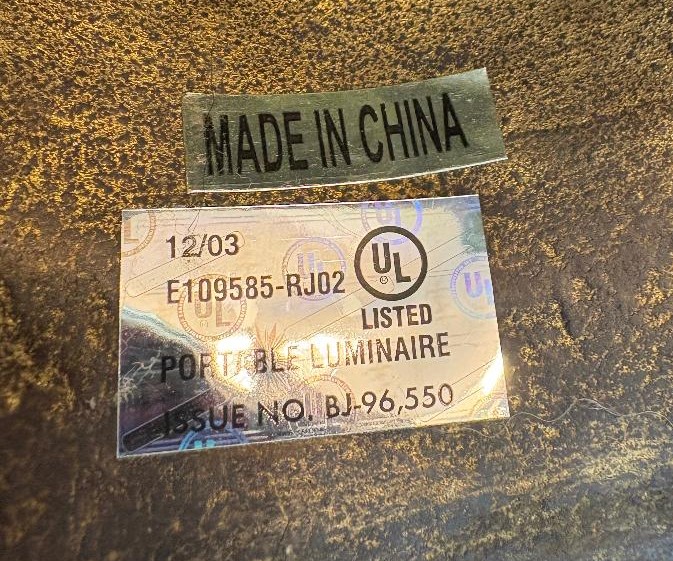 MADE IN CHINA
12/03
E109585-RJ02
UL
LISTED
PORTABLE LUMINAIRE
ISSUE NO. BJ-96,550